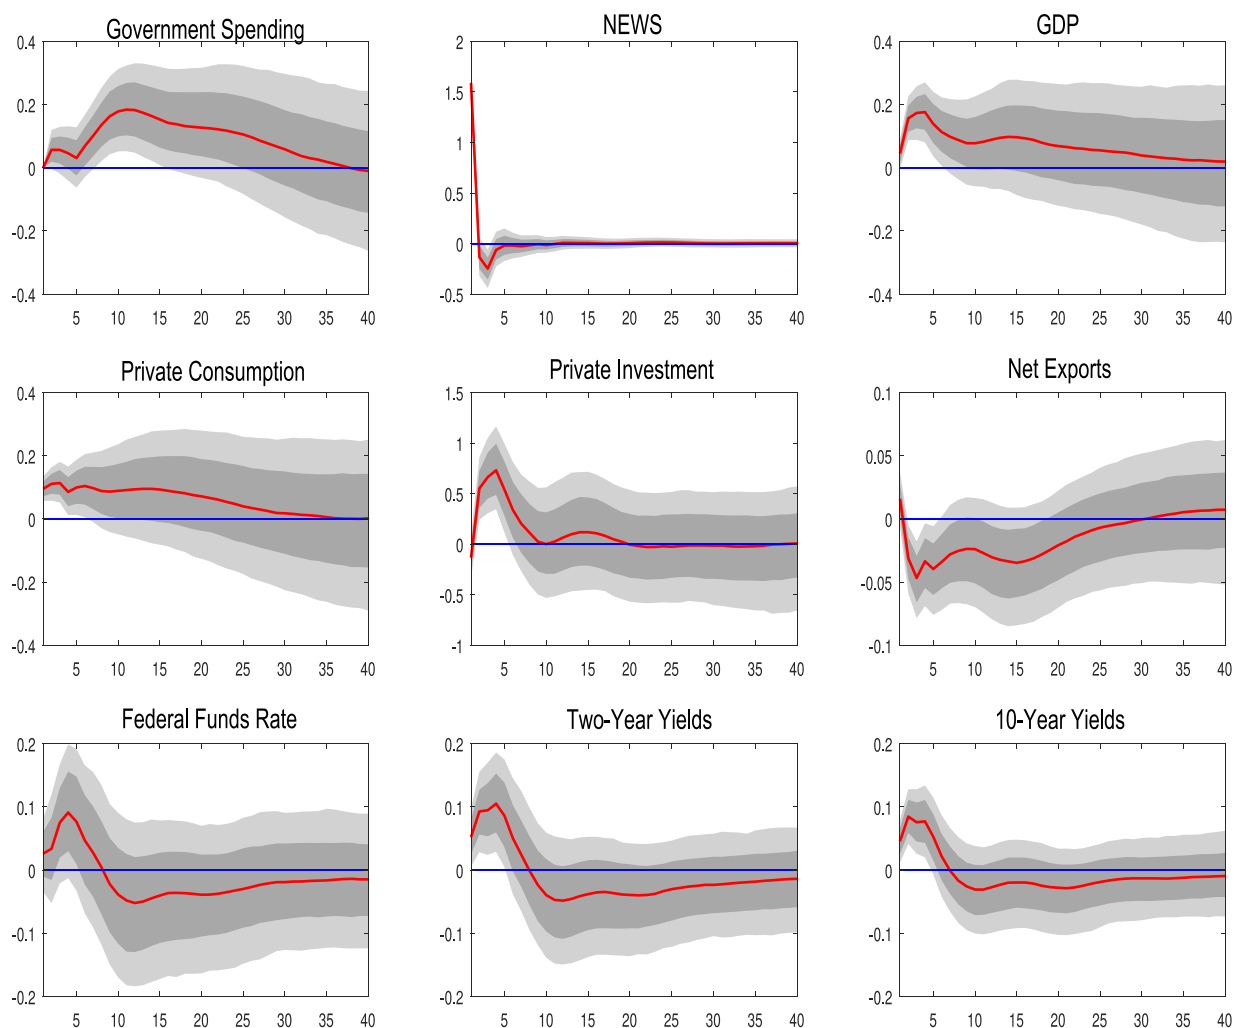 Government Spending
NEWS
GDP
0.4
0.2
0
-0.2
-0.4
5 10 15 20 25 30 35 40
2
1.5
1
0.5
0
-0.5
5 10 15 20 25 30 35 40
0.4
0.2
0
-0.2
-0.4
5 10 15 20 25 30 35 40
Private Consumption
Private Investment
Net Exports
0.4
0.2
0
-0.2
-0.4
5 10 15 20 25 30 35 40
1.5
1
0.5
0
-0.5
-1
5 10 15 20 25 30 35 40
0.1
0.05
0
-0.05
-0.1
5 10 15 20 25 30 35 40
Federal Funds Rate
Two-Year Yields
10-Year Yields
0.2
0.1
0
-0.1
-0.2
5 10 15 20 25 30 35 40
0.2
0.1
0
-0.1
-0.2
5 10 15 20 25 30 35 40
0.2
0.1
0
-0.1
-0.2
5 10 15 20 25 30 35 40